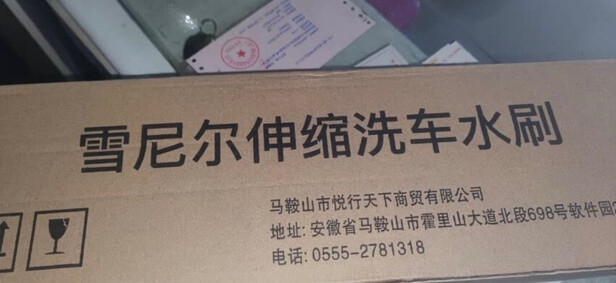 雪尼尔伸缩洗车水刷
马鞍山市悦行天下商贸有限公司
地址: 安徽省马鞍山市霍里山大道北段698号软件园
电话: 0555-2781318